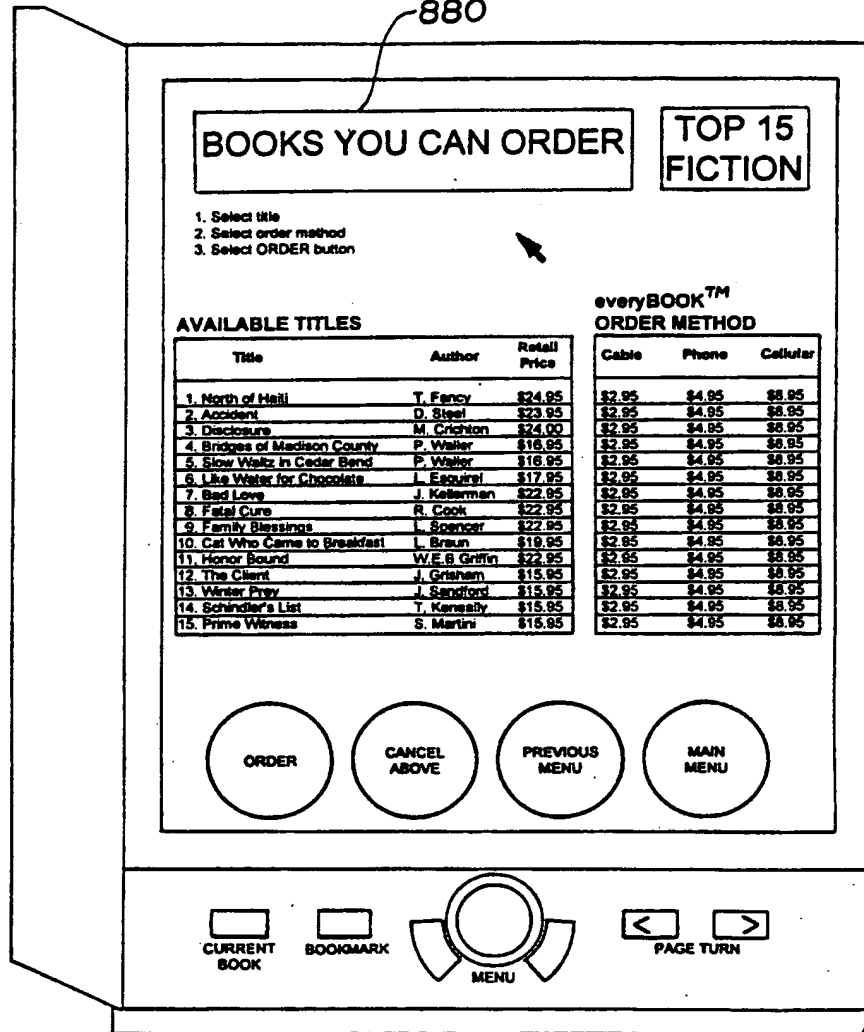 880
BOOKS YOU CAN ORDER
TOP 15
FICTION
1. Select title
2. Select order method
3. Select ORDER button
everyBOOK™
AVAILABLE TITLES ORDER METHOD
Title Author Retail Price Cable Phone Cellular
1. North of Haiti T. Fancy $24.95 $2.95 $4.95 $8.95
2. Accident D. Steel $23.95 $2.95 $4.95 $8.95
3. Disclosure M. Crichton $24.00 $2.95 $4.95 $8.95
4. Bridges of Madison County P. Waller $16.95 $2.95 $4.95 $8.95
5. Slow Waltz in Cedar Bend P. Waller $16.95 $2.95 $4.95 $8.95
6. Like Water for Chocolate L. Esquirel $17.95 $2.95 $4.95 $8.95
7. Bad Love J. Kellerman $22.95 $2.95 $4.95 $8.95
8. Fatal Cure R. Cook $22.95 $2.95 $4.95 $8.95
9. Family Blessings L. Spencer $22.95 $2.95 $4.95 $8.95
10. Cat Who Came to Breakfast L. Braun $19.95 $2.95 $4.95 $8.95
11. Honor Bound W.E.B Griffin $22.95 $2.95 $4.95 $8.95
12. The Client J. Grisham $15.95 $2.95 $4.95 $8.95
13. Winter Prey J. Sandford $15.95 $2.95 $4.95 $8.95
14. Schindler's List T. Keneally $15.95 $2.95 $4.95 $8.95
15. Prime Witness S. Martini $15.95 $2.95 $4.95 $8.95
ORDER
CANCEL
ABOVE
PREVIOUS
MENU
MAIN
MENU
< >
CURRENT
BOOK
BOOKMARK
MENU
PAGE TURN